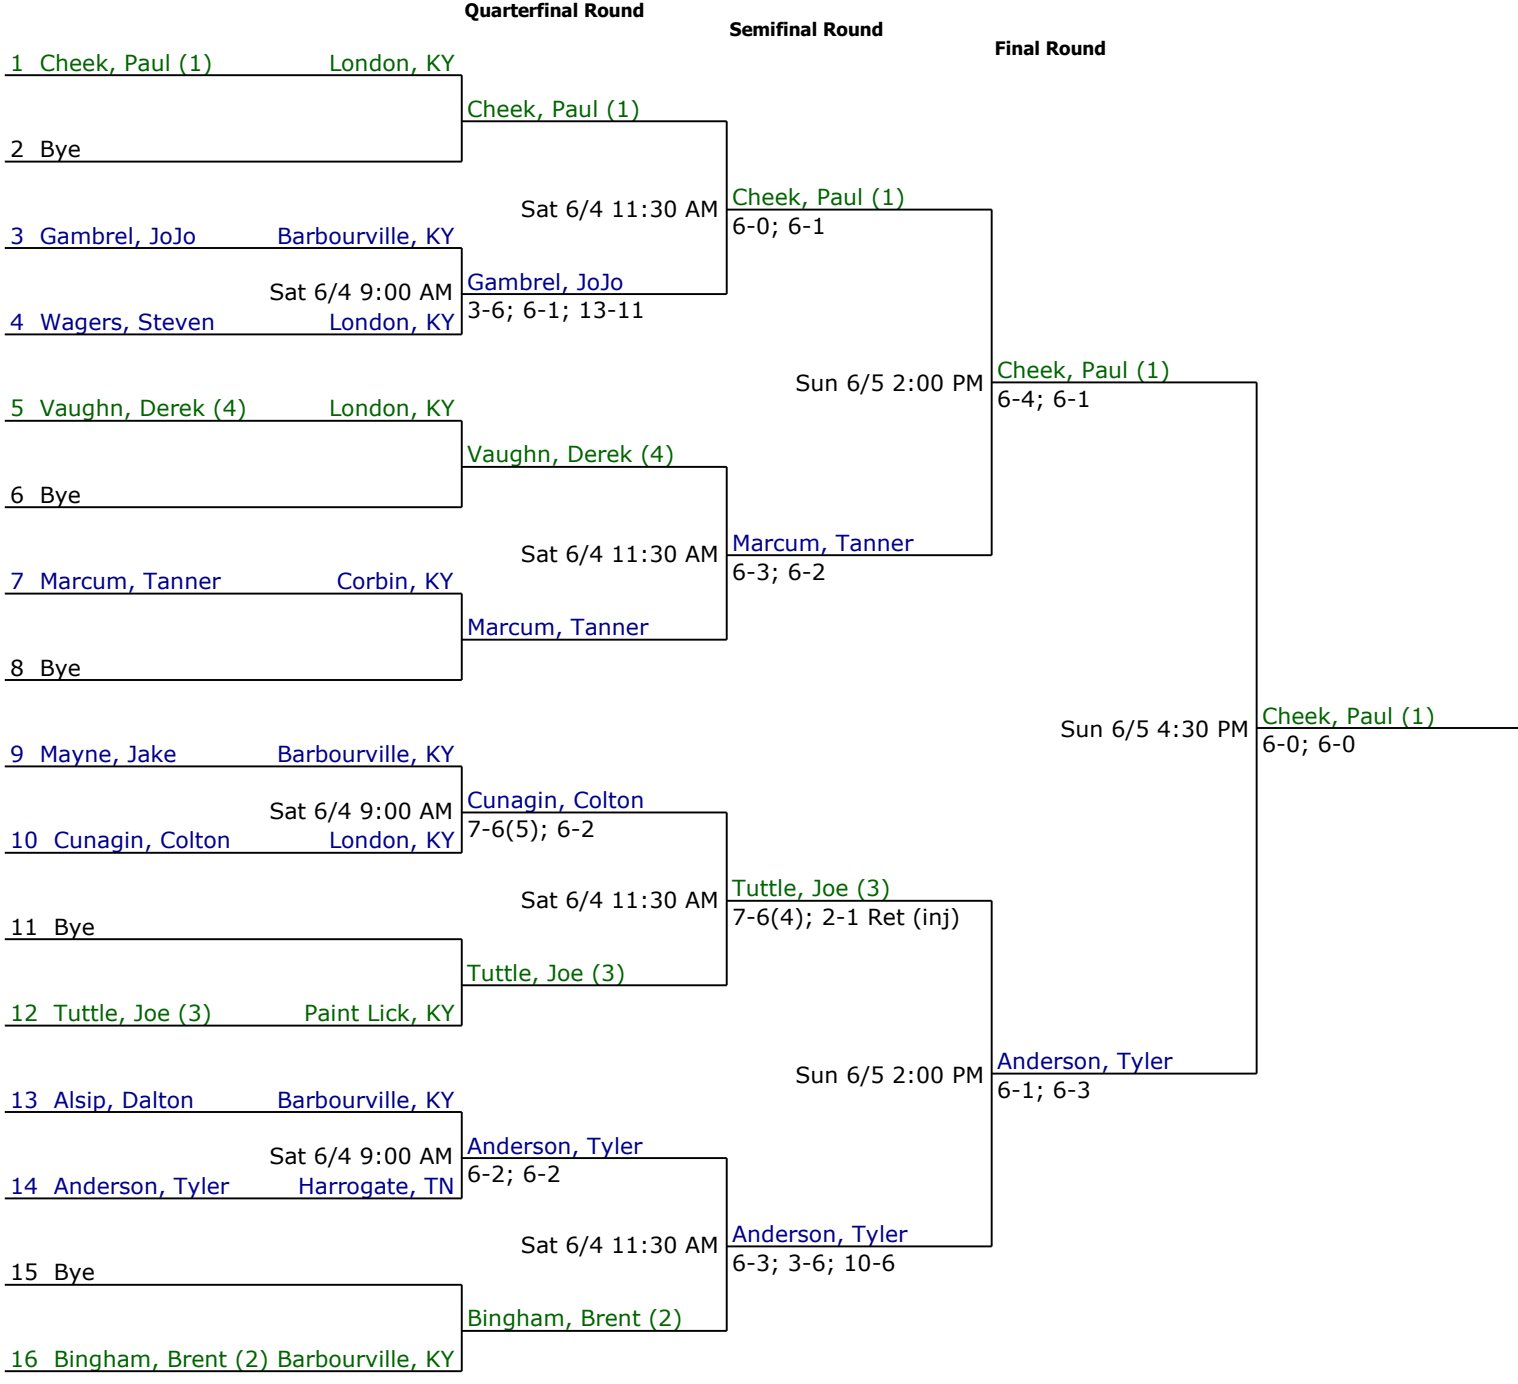 Quarterfinal Round
Semifinal Round
Final Round
1 Cheek, Paul (1) London, KY
Cheek, Paul (1)
2 Bye
Sat 6/4 11:30 AM Cheek, Paul (1)
6-0; 6-1
3 Gambrel, JoJo Barbourville, KY
Sat 6/4 9:00 AM Gambrel, JoJo
3-6; 6-1; 13-11
4 Wagers, Steven London, KY
Sun 6/5 2:00 PM Cheek, Paul (1)
6-4; 6-1
5 Vaughn, Derek (4) London, KY
Vaughn, Derek (4)
6 Bye
Sat 6/4 11:30 AM Marcum, Tanner
6-3; 6-2
7 Marcum, Tanner Corbin, KY
Marcum, Tanner
8 Bye
Sun 6/5 4:30 PM Cheek, Paul (1)
6-0; 6-0
9 Mayne, Jake Barbourville, KY
Sat 6/4 9:00 AM Cunagin, Colton
7-6(5); 6-2
10 Cunagin, Colton London, KY
Sat 6/4 11:30 AM Tuttle, Joe (3)
7-6(4); 2-1 Ret (inj)
11 Bye
Tuttle, Joe (3)
12 Tuttle, Joe (3) Paint Lick, KY
Sun 6/5 2:00 PM Anderson, Tyler
6-1; 6-3
13 Alsip, Dalton Barbourville, KY
Sat 6/4 9:00 AM Anderson, Tyler
6-2; 6-2
14 Anderson, Tyler Harrogate, TN
Sat 6/4 11:30 AM Anderson, Tyler
6-3; 3-6; 10-6
15 Bye
Bingham, Brent (2)
16 Bingham, Brent (2) Barbourville, KY